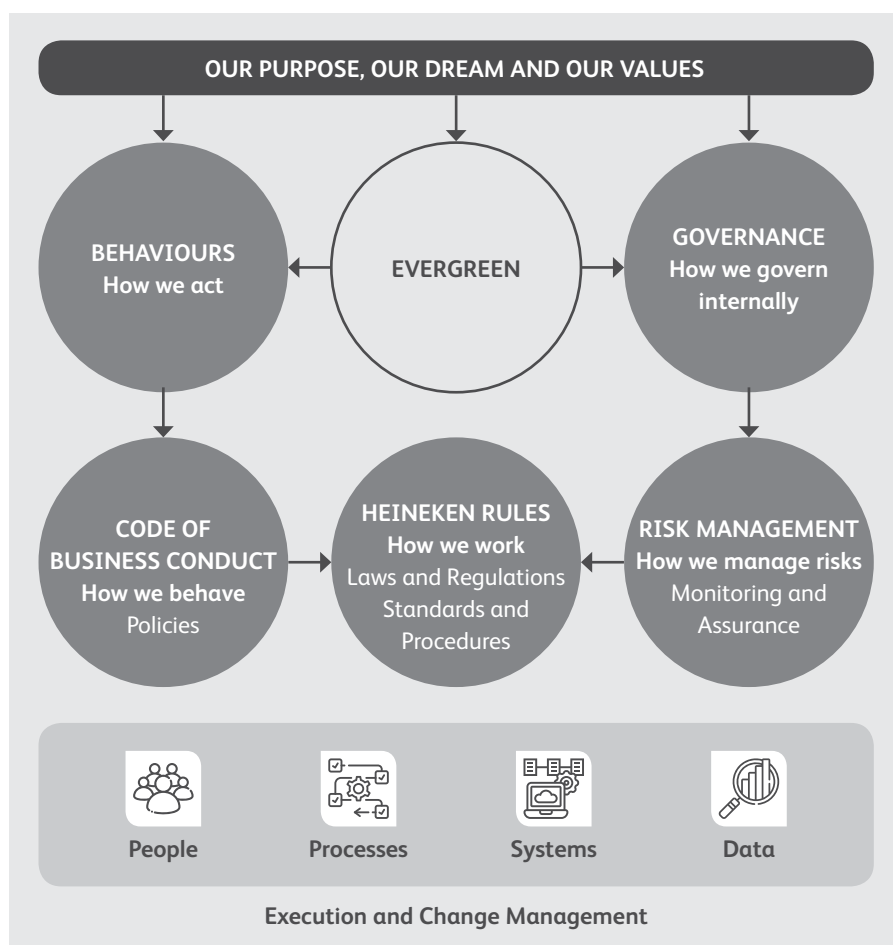 OUR PURPOSE, OUR DREAM AND OUR VALUES
BEHAVIOURS
How we act
EVERGREEN
GOVERNANCE
How we govern
internally
CODE OF
BUSINESS CONDUCT
How we behave
Policies
HEINEKEN RULES
How we work
Laws and Regulations
Standards and
Procedures
RISK MANAGEMENT
How we manage risks
Monitoring and
Assurance
People
Processes
Systems
Data
Execution and Change Management